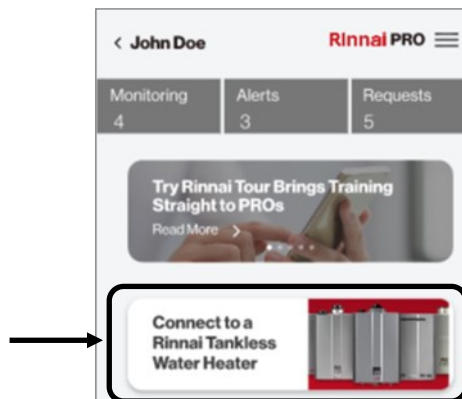 < John Doe
Rinnai PRO
Monitoring Alerts Requests
4 3 5
Try Rinnai Tour Brings Training
Straight to PROs
Read More >
Connect to a
Rinnai Tankless
Water Heater